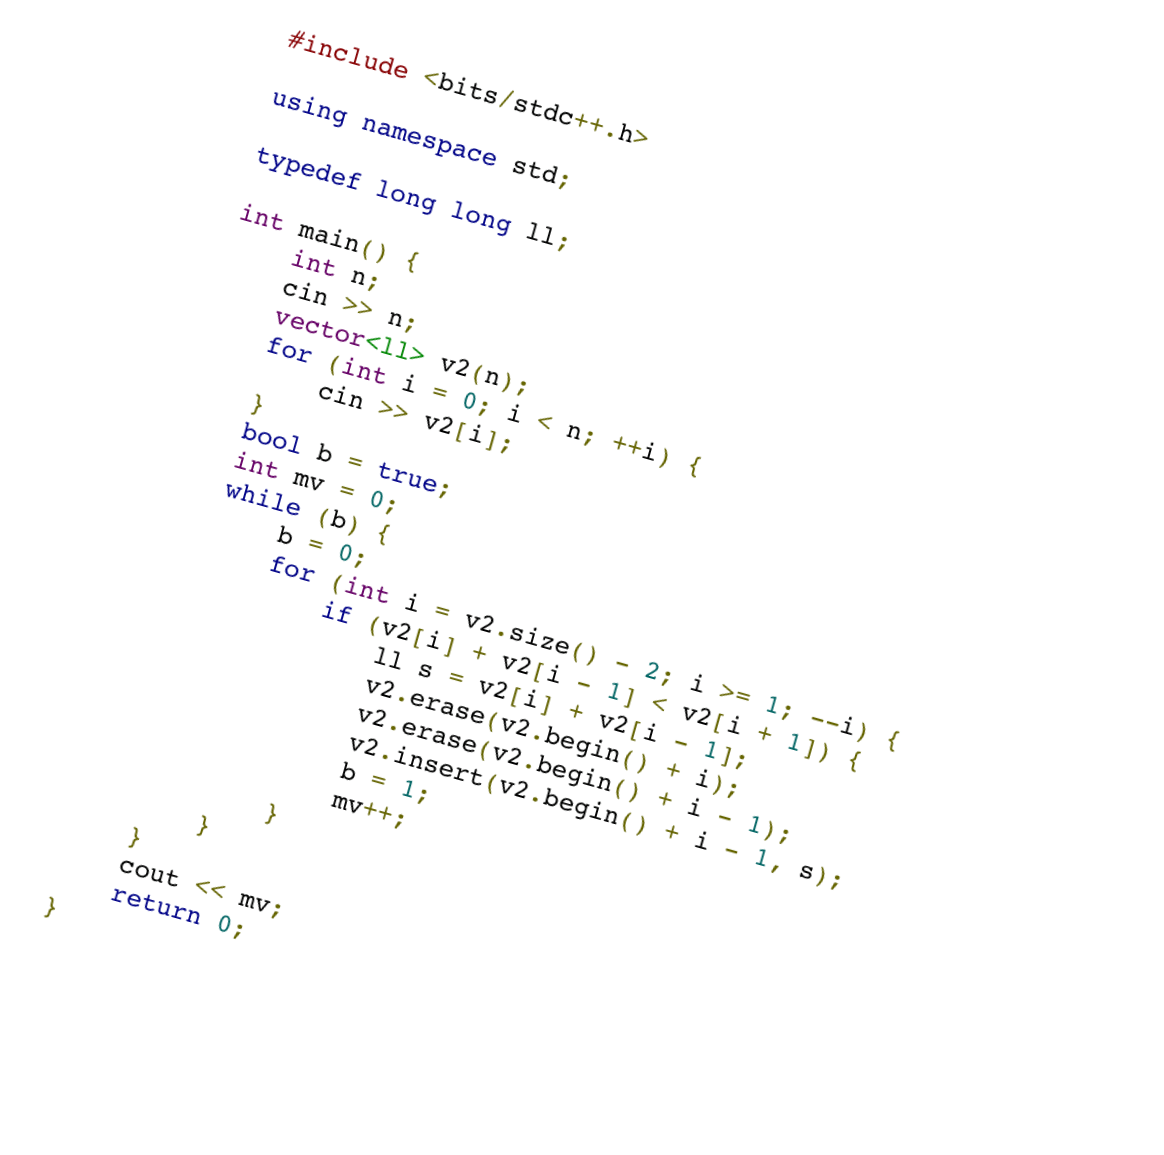 #include <bits/stdc++.h>

using namespace std;

typedef long long ll;

int main() {
    int n;
    cin >> n;
    vector<ll> v2(n);
    for (int i = 0; i < n; ++i) {
        cin >> v2[i];
    }
    bool b = true;
    int mv = 0;
    while (b) {
        b = 0;
        for (int i = v2.size() - 2; i >= 1; --i) {
            if (v2[i] + v2[i - 1] < v2[i + 1]) {
                ll s = v2[i] + v2[i - 1];
                v2.erase(v2.begin() + i);
                v2.erase(v2.begin() + i - 1);
                v2.insert(v2.begin() + i - 1, s);
                b = 1;
                mv++;
            }
        }
    }
    cout << mv;
    return 0;
}